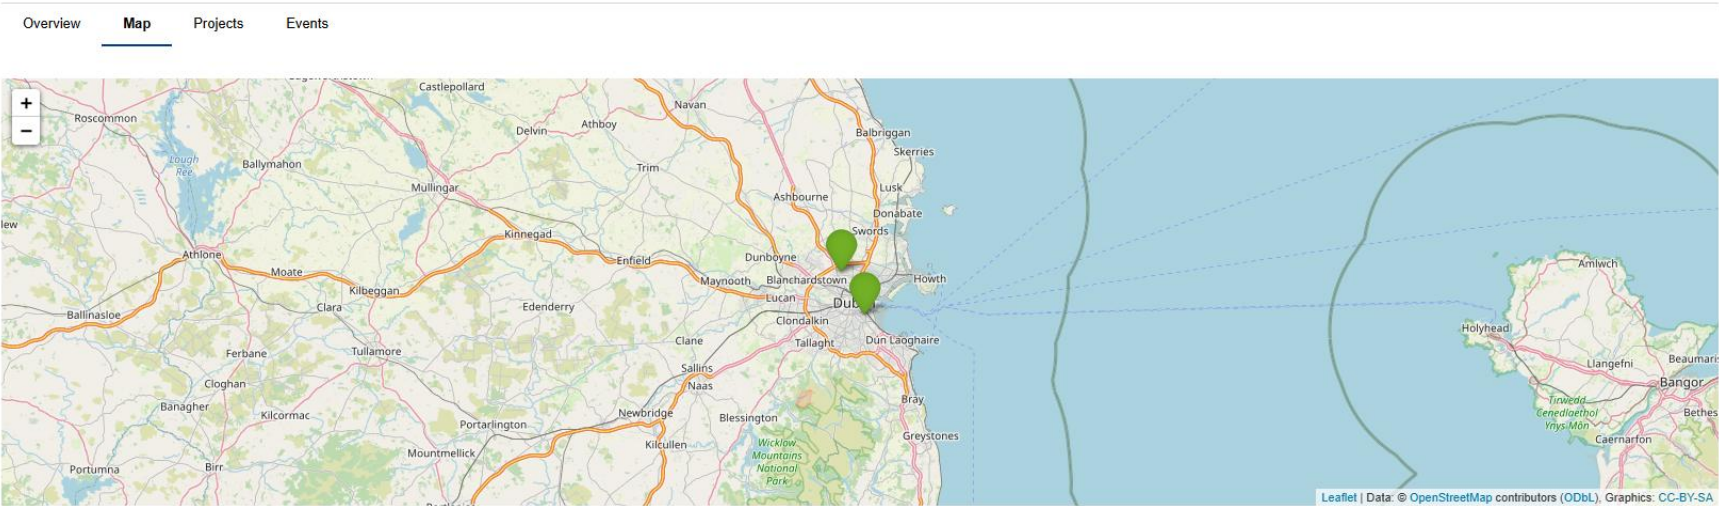 Overview Map Projects Events
+
−
Castlepollard
Navan
Roscommon
Delvin
Athboy
Balbriggan
Skerries
Lough
Ree
Ballymahon
Trim
Mullingar
Lusk
Ashbourne
Donabate
Swords
Kinnegad
Athlone
Enfield
Dunboyne
Moate
Maynooth
Blanchardstown
Howth
Amlwch
Kilbeggan
Lucan
Clara
Edenderry
Ballinasloe
Clondalkin
Holyhead
Clane
Tallaght
Dún Laoghaire
Ferbane
Tullamore
Beaumaris
Llangefni
Sallins
Naas
Cloghan
Bangor
Banagher
Bray
Tirwedd
Cenedlaethol
Ynys Môn
Kilcormac
Newbridge
Blessington
Portarlington
Greystones
Caernarfon
Kilcullen
Wicklow
Mountains
National
Park
Mountmellick
Portumna
Birr
Leaflet | Data: © OpenStreetMap contributors (ODbL), Graphics: CC-BY-SA